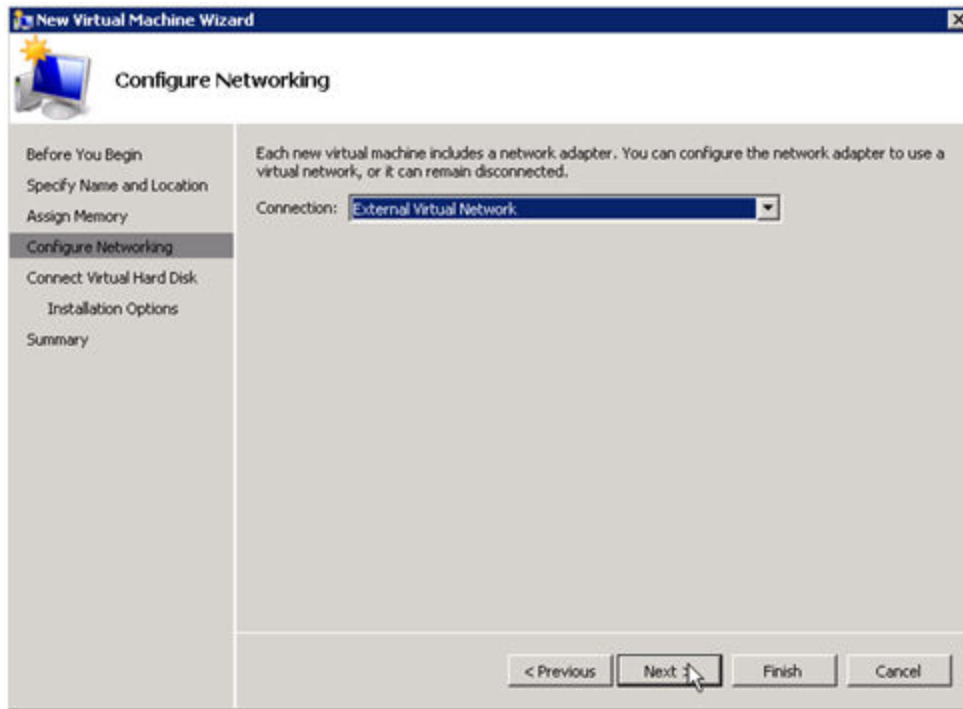 New Virtual Machine Wizard
Configure Networking
Before You Begin
Specify Name and Location
Assign Memory
Configure Networking
Connect Virtual Hard Disk
Installation Options
Summary
Each new virtual machine includes a network adapter. You can configure the network adapter to use a
virtual network, or it can remain disconnected.
Connection: External Virtual Network
< Previous Next > Finish Cancel